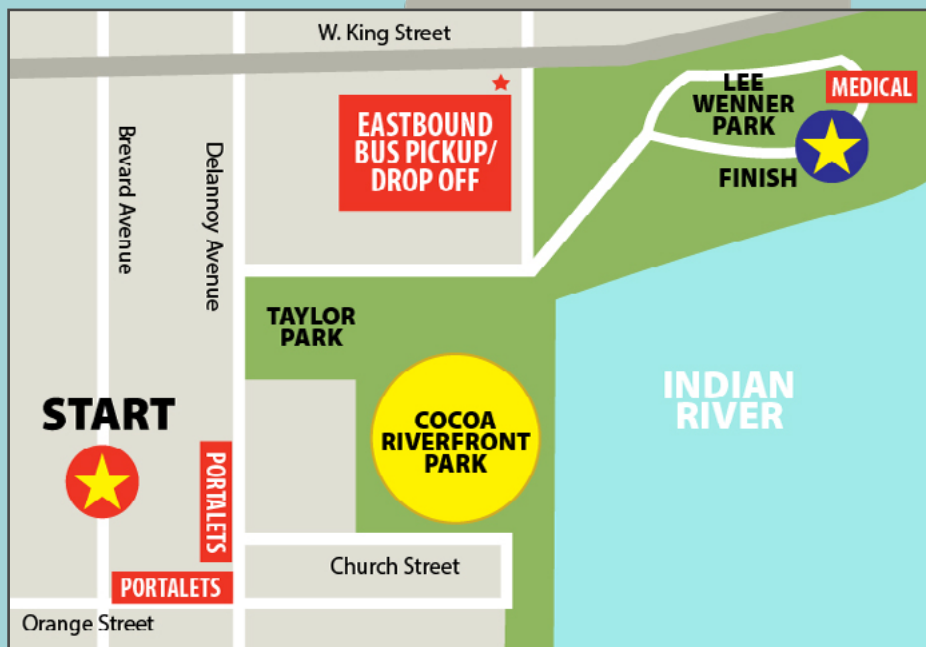 W. King Street
LEE
WENNER
PARK
MEDICAL
EASTBOUND
BUS PICKUP/
DROP OFF
FINISH
Brevard Avenue
Delannoy Avenue
TAYLOR
PARK
INDIAN
RIVER
START
COCOA
RIVERFRONT
PARK
PORTALETS
Church Street
PORTALETS
Orange Street